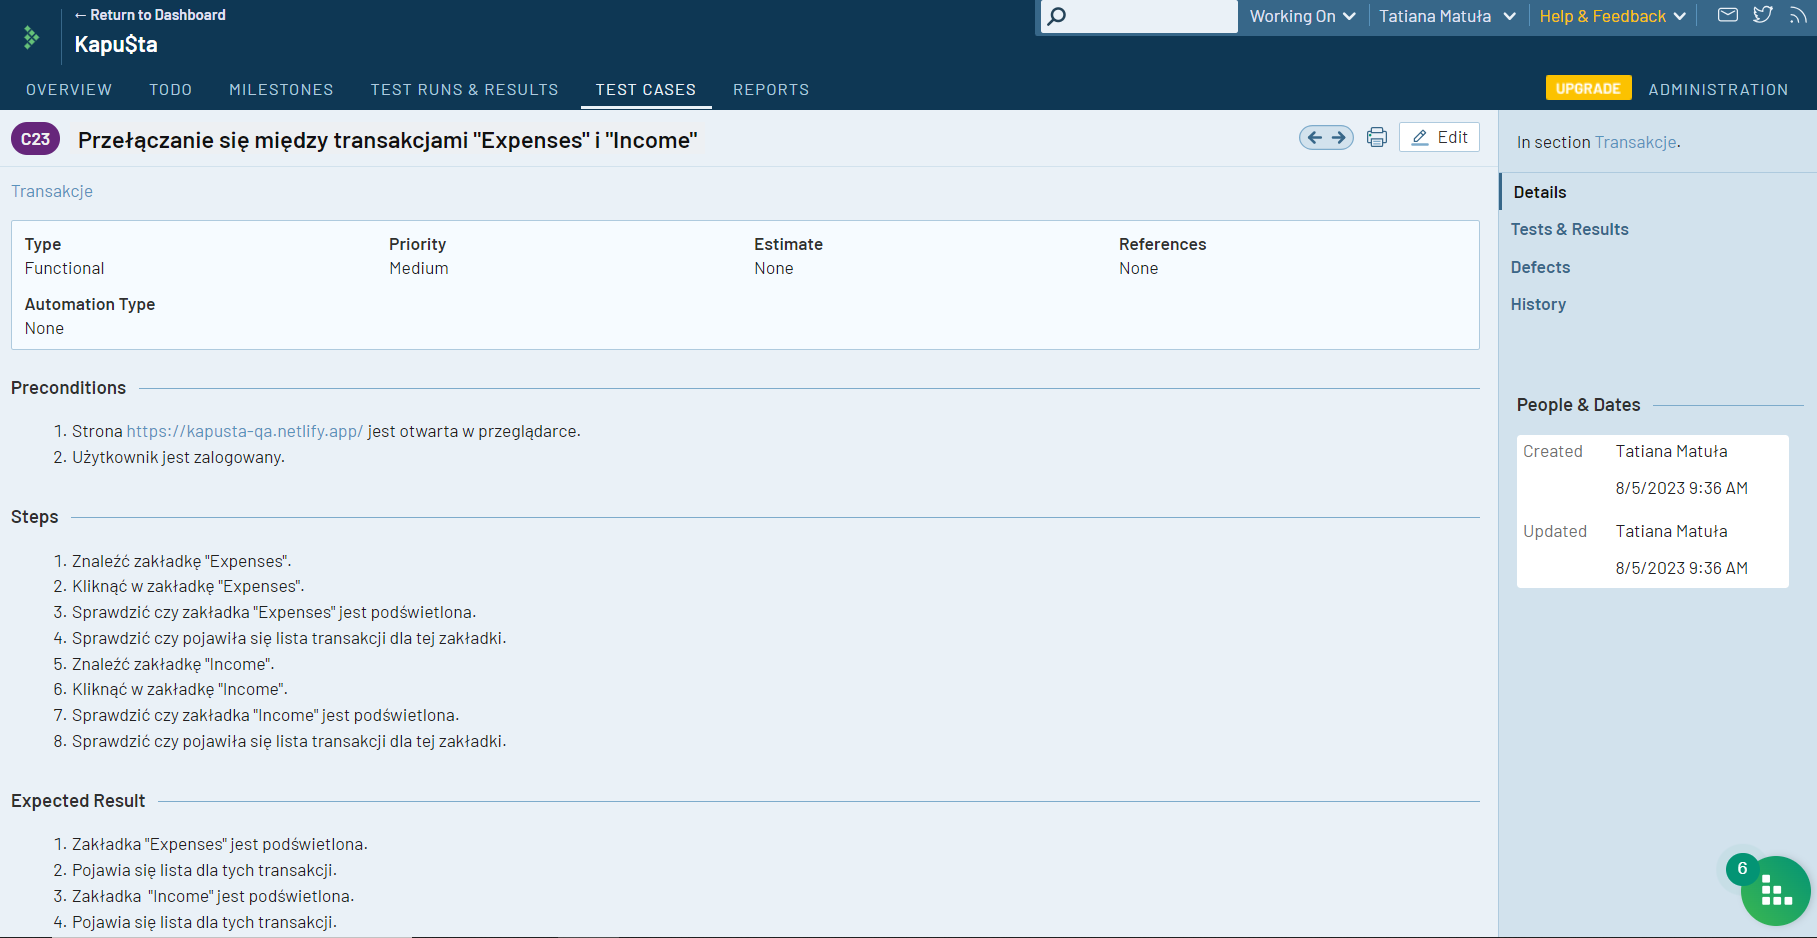 ← Return to Dashboard
Kapu$ta
Working On
Tatiana Matuła
Help & Feedback
OVERVIEW
TODO
MILESTONES
TEST RUNS & RESULTS
TEST CASES
REPORTS
UPGRADE
ADMINISTRATION
C23
Przełączanie się między transakcjami "Expenses" i "Income"
Edit
Transakcje
Type
Functional
Priority
Medium
Estimate
None
References
None
Automation Type
None
Preconditions
1. Strona https://kapusta-qa.netlify.app/ jest otwarta w przeglądarce.
2. Użytkownik jest zalogowany.
Steps
1. Znaleźć zakładkę "Expenses".
2. Kliknąć w zakładkę "Expenses".
3. Sprawdzić czy zakładka "Expenses" jest podświetlona.
4. Sprawdzić czy pojawiła się lista transakcji dla tej zakładki.
5. Znaleźć zakładkę "Income".
6. Kliknąć w zakładkę "Income".
7. Sprawdzić czy zakładka "Income" jest podświetlona.
8. Sprawdzić czy pojawiła się lista transakcji dla tej zakładki.
Expected Result
1. Zakładka "Expenses" jest podświetlona.
2. Pojawia się lista dla tych transakcji.
3. Zakładka "Income" jest podświetlona.
4. Pojawia się lista dla tych transakcji.
In section Transakcje.
Details
Tests & Results
Defects
History
People & Dates
Created
Tatiana Matuła
8/5/2023 9:36 AM
Updated
Tatiana Matuła
8/5/2023 9:36 AM
6